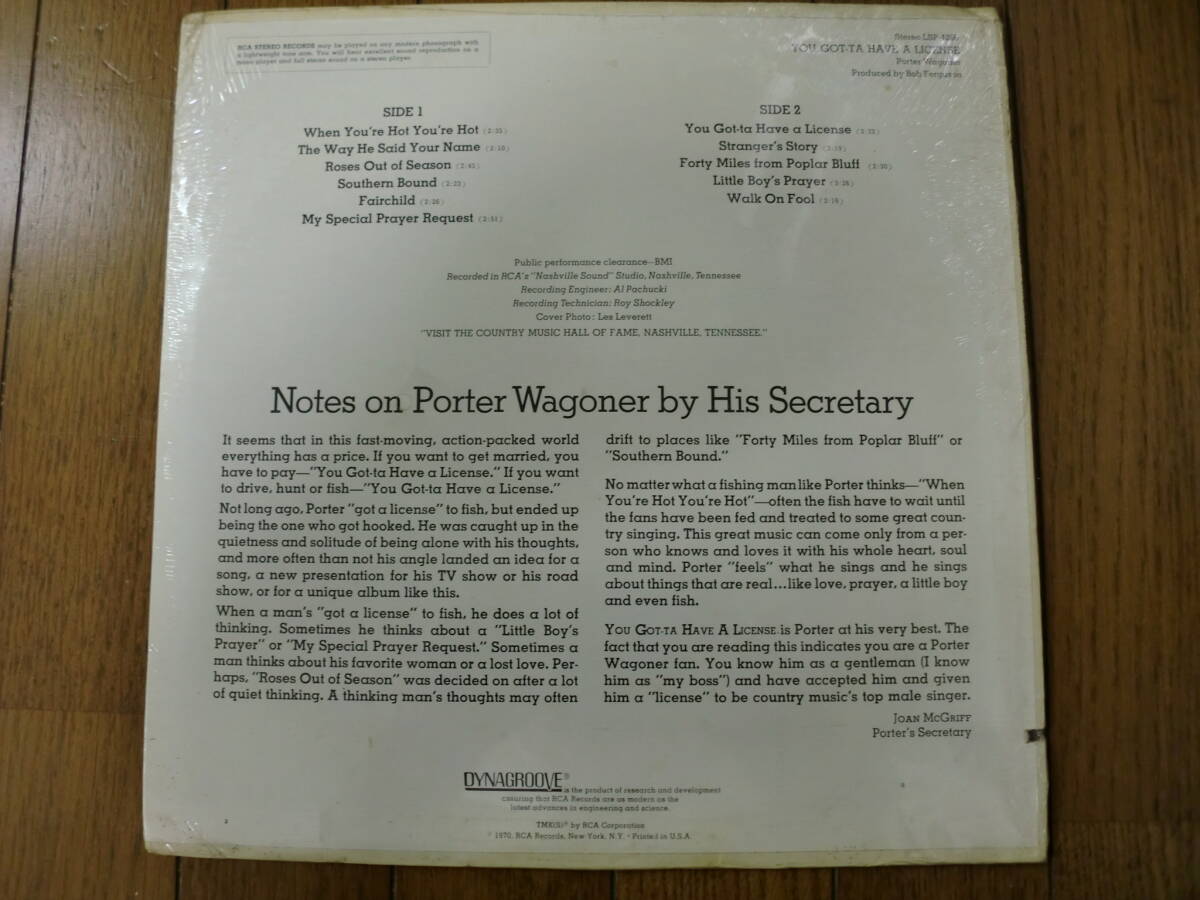 RCA STEREO RECORDS may be played on any modern phonograph with
a lightweight tone arm. You will hear excellent sound reproduction on a
mono player and full stereo sound on a stereo player.
Stereo LSP
YOU GOT-TA HAVE A LICENSE
Porter Wagoner
Produced by Bob Ferguson
SIDE 1
When You're Hot You're Hot (2:35)
The Way He Said Your Name (2:10)
Roses Out of Season (2:45)
Southern Bound (2:23)
Fairchild (2:26)
My Special Prayer Request (2:51)
SIDE 2
You Got-ta Have a License
Stranger's Story
Forty Miles from Poplar Bluff
Little Boy's Prayer
Walk On Fool
Public performance clearance—BMI
Recorded in RCA's "Nashville Sound" Studio, Nashville, Tennessee
Recording Engineer: Al Pachucki
Recording Technician: Roy Shockley
Cover Photo: Les Leverett
"VISIT THE COUNTRY MUSIC HALL OF FAME, NASHVILLE, TENNESSEE."
Notes on Porter Wagoner by His Secretary
It seems that in this fast-moving, action-packed world
everything has a price. If you want to get married, you
have to pay—"You Got-ta Have a License." If you want
to drive, hunt or fish—"You Got-ta Have a License."
Not long ago, Porter "got a license" to fish, but ended up
being the one who got hooked. He was caught up in the
quietness and solitude of being alone with his thoughts,
and more often than not his angle landed an idea for a
song, a new presentation for his TV show or his road
show, or for a unique album like this.
When a man's "got a license" to fish, he does a lot of
thinking. Sometimes he thinks about a "Little Boy's
Prayer" or "My Special Prayer Request." Sometimes a
man thinks about his favorite woman or a lost love. Per-
haps, "Roses Out of Season" was decided on after a lot
of quiet thinking. A thinking man's thoughts may often
drift to places like "Forty Miles from Poplar Bluff" or
"Southern Bound."
No matter what a fishing man like Porter thinks—"When
You're Hot You're Hot"—often the fish have to wait until
the fans have been fed and treated to some great coun-
try singing. This great music can come only from a per-
son who knows and loves it with his whole heart, soul
and mind. Porter "feels" what he sings and he sings
about things that are real...like love, prayer, a little boy
and even fish.
YOU GOT-TA HAVE A LICENSE is Porter at his very best. The
fact that you are reading this indicates you are a Porter
Wagoner fan. You know him as a gentleman (I know
him as "my boss") and have accepted him and given
him a "license" to be country music's top male singer.
JOAN MCGRIFF
Porter's Secretary
DYNAGROOVE® is the product of research and development
assuring that RCA Records are as modern as the
latest advances in engineering and science.
TMK(S)® by RCA Corporation
© 1970, RCA Records, New York, N.Y. • Printed in U.S.A.
2